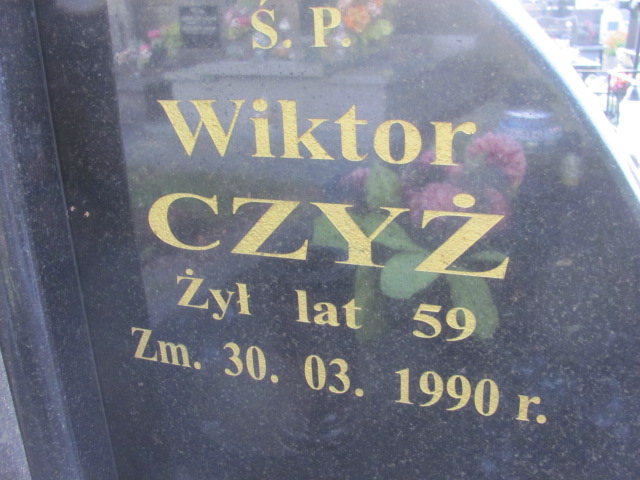 Ś. P.
Wiktor
CZYŻ
Żył lat 59
Zm. 30. 03. 1990 r.